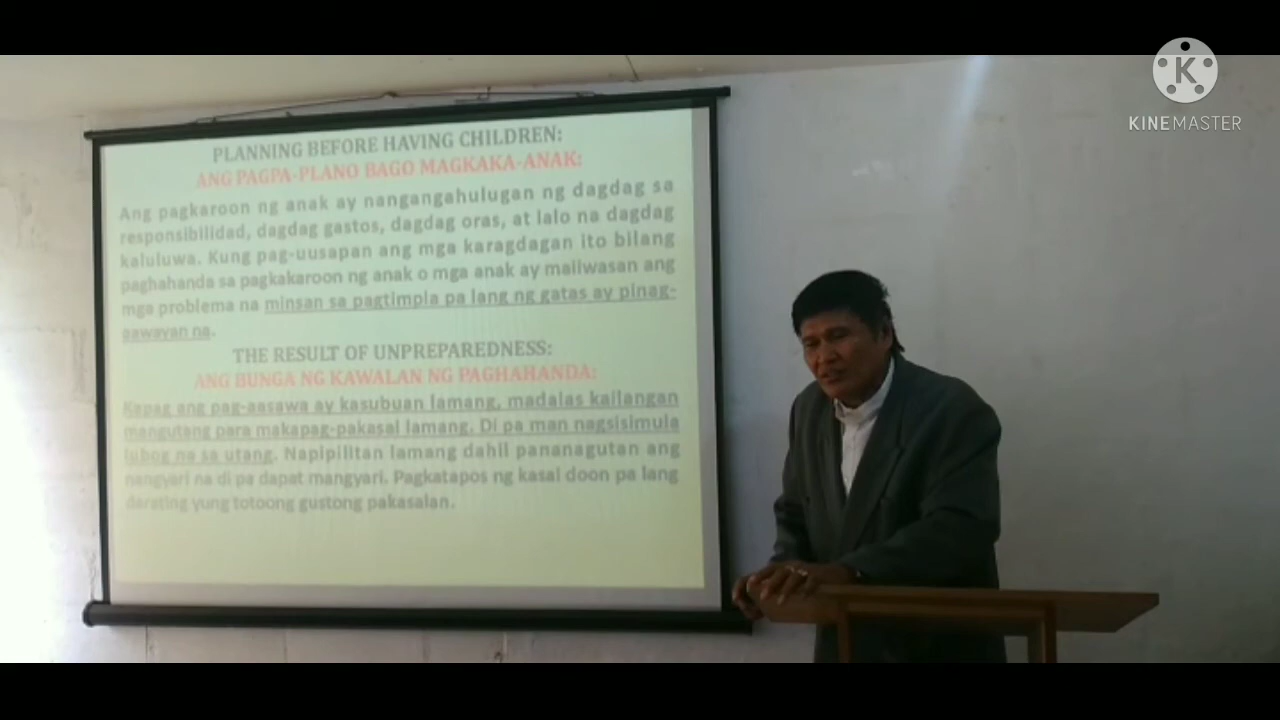 PLANNING BEFORE HAVING CHILDREN:
ANG PAGPA-PLANO BAGO MAGKAKA-ANAK:
Ang pagkaroon ng anak ay nangangahulugan ng dagdag sa
responsibilidad, dagdag gastos, dagdag oras, at lalo na dagdag
kaluluwa. Kung pag-uusapan ang mga karagdagan ito bilang
paghahanda sa pagkakaroon ng anak o mga anak ay maiiwasan ang
mga problema na minsan sa pagtimpla pa lang ng gatas ay pinag-
aawayan na.
THE RESULT OF UNPREPAREDNESS:
ANG BUNGA NG KAWALAN NG PAGHAHANDA:
Kapag ang pag-aasawa ay kasubuan lamang, madalas kailangan
mangutang para makapag-pakasal lamang. Di pa man nagsisimula
lubog na sa utang. Napipilitan lamang dahil pananagutan ang
nangyari na di pa dapat mangyari. Pagkatapos ng kasal doon pa lang
darating yung totoong gustong pakasalan.
K
KINEMASTER